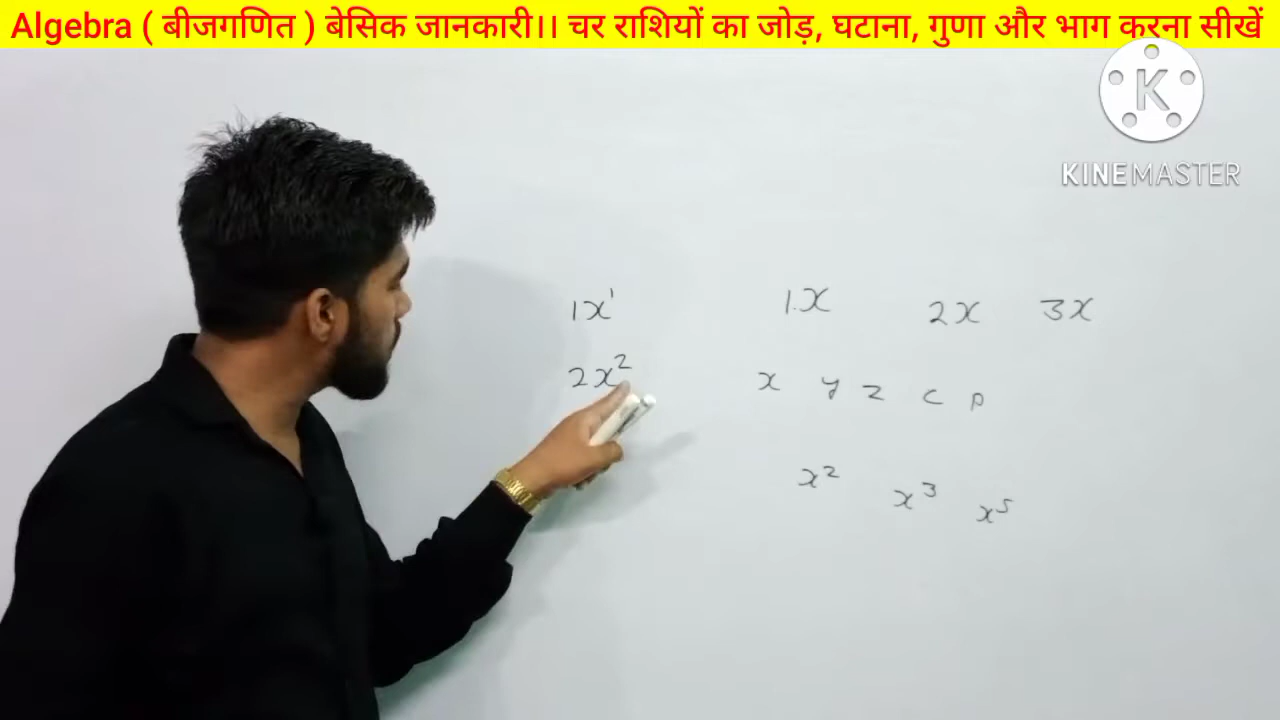 Algebra ( बीजगणित ) बेसिक जानकारी।। चर राशियों का जोड़, घटाना, गुणा और भाग करना सीखें
K
KINEMASTER
1x¹ 1.x 2x 3x
2x² x y z c p
x² x³ x⁵